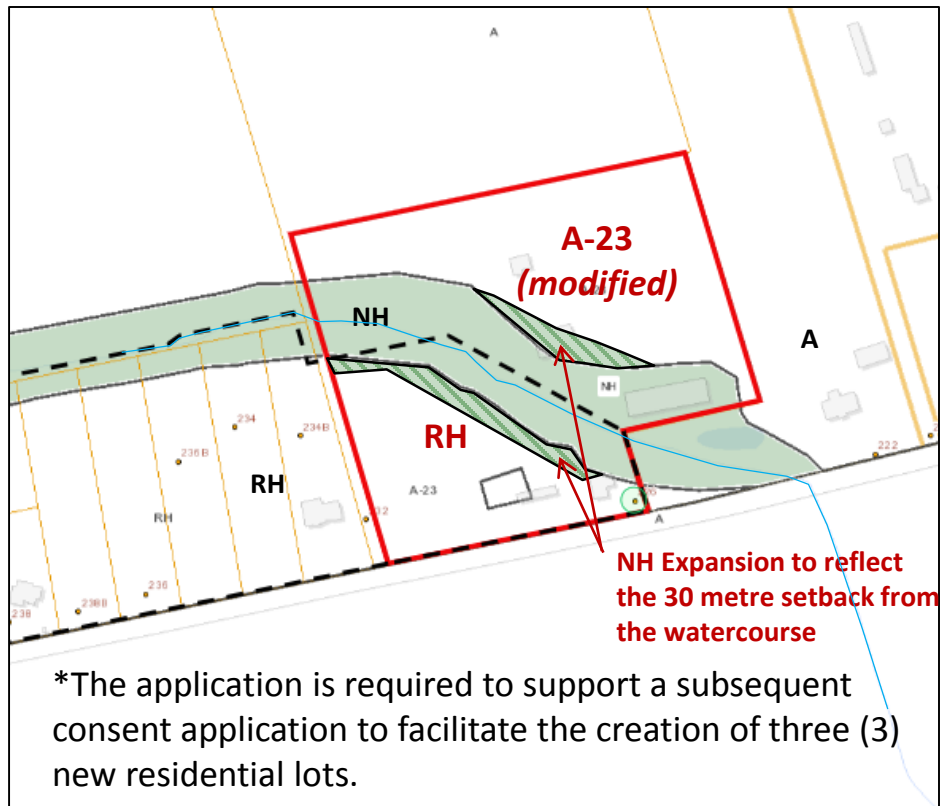 A
A-23
(modified)
NH
A
NH
234
234B
RH
222
236B
RH
A-23
RH
A
236
238B
238
NH Expansion to reflect
the 30 metre setback from
the watercourse
*The application is required to support a subsequent
consent application to facilitate the creation of three (3)
new residential lots.